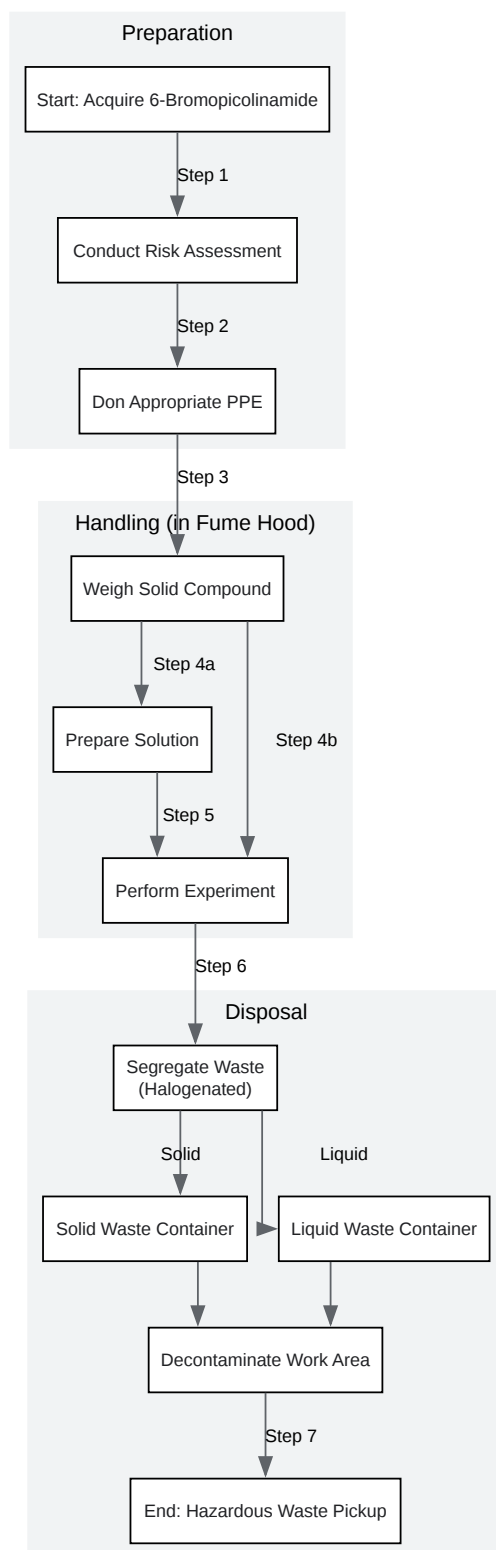 Preparation
Start: Acquire 6-Bromopicolinamide
Step 1
Conduct Risk Assessment
Step 2
Don Appropriate PPE
Step 3
Handling (in Fume Hood)
Weigh Solid Compound
Step 4a
Prepare Solution
Step 4b
Step 5
Perform Experiment
Step 6
Disposal
Segregate Waste
(Halogenated)
Solid
Liquid
Solid Waste Container
Liquid Waste Container
Decontaminate Work Area
Step 7
End: Hazardous Waste Pickup